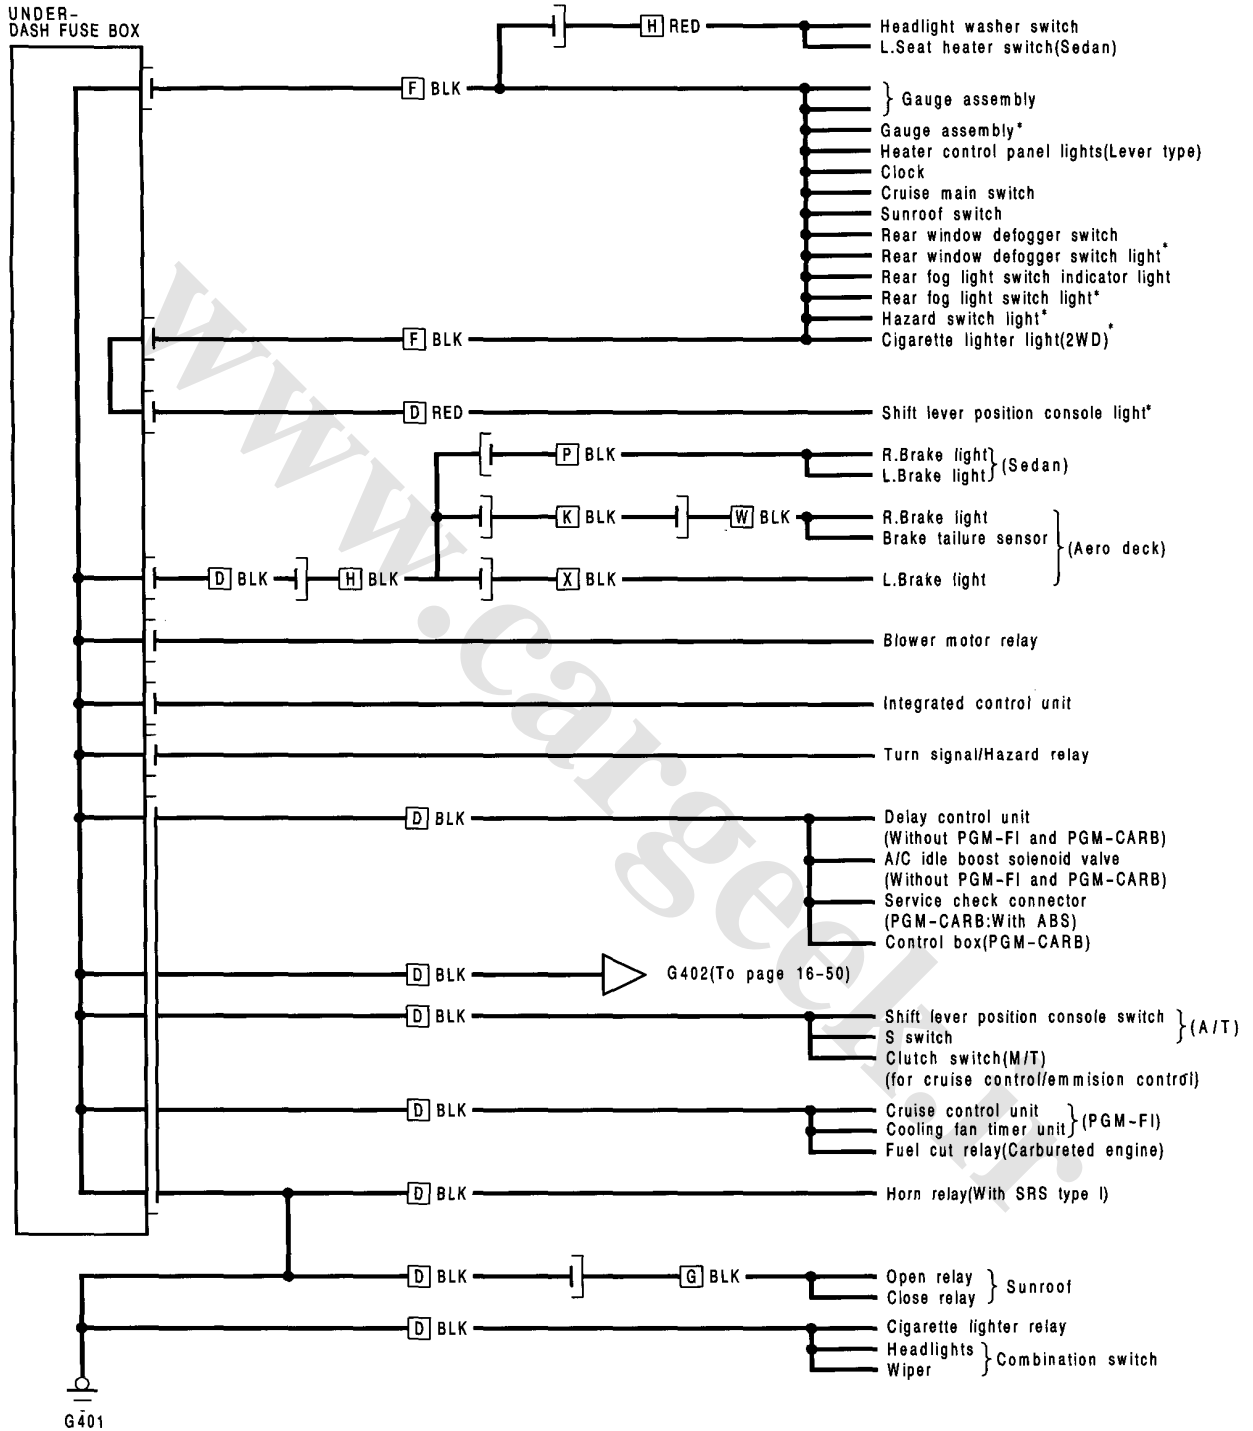 UNDER-
DASH FUSE BOX
H RED
Headlight washer switch
L.Seat heater switch(Sedan)
F BLK
Gauge assembly
Gauge assembly*
Heater control panel lights(Lever type)
Clock
Cruise main switch
Sunroof switch
Rear window defogger switch
Rear window defogger switch light*
Rear fog light switch indicator light
Rear fog light switch light*
Hazard switch light*
F BLK
Cigarette lighter light(2WD)*
D RED
Shift lever position console light*
P BLK
R.Brake light
L.Brake light
(Sedan)
K BLK
W BLK
R.Brake light
Brake tailure sensor
(Aero deck)
D BLK
H BLK
X BLK
L.Brake light
Blower motor relay
Integrated control unit
Turn signal/Hazard relay
D BLK
Delay control unit
(Without PGM-FI and PGM-CARB)
A/C idle boost solenoid valve
(Without PGM-FI and PGM-CARB)
Service check connector
(PGM-CARB:With ABS)
Control box(PGM-CARB)
D BLK
G402(To page 16-50)
D BLK
Shift lever position console switch
S switch
(A/T)
Clutch switch(M/T)
(for cruise control/emmision control)
D BLK
Cruise control unit
Cooling fan timer unit
(PGM-FI)
Fuel cut relay(Carbureted engine)
D BLK
Horn relay(With SRS type I)
D BLK
G BLK
Open relay
Close relay
Sunroof
D BLK
Cigarette lighter relay
Headlights
Wiper
Combination switch
G401
www.cargeek.ir